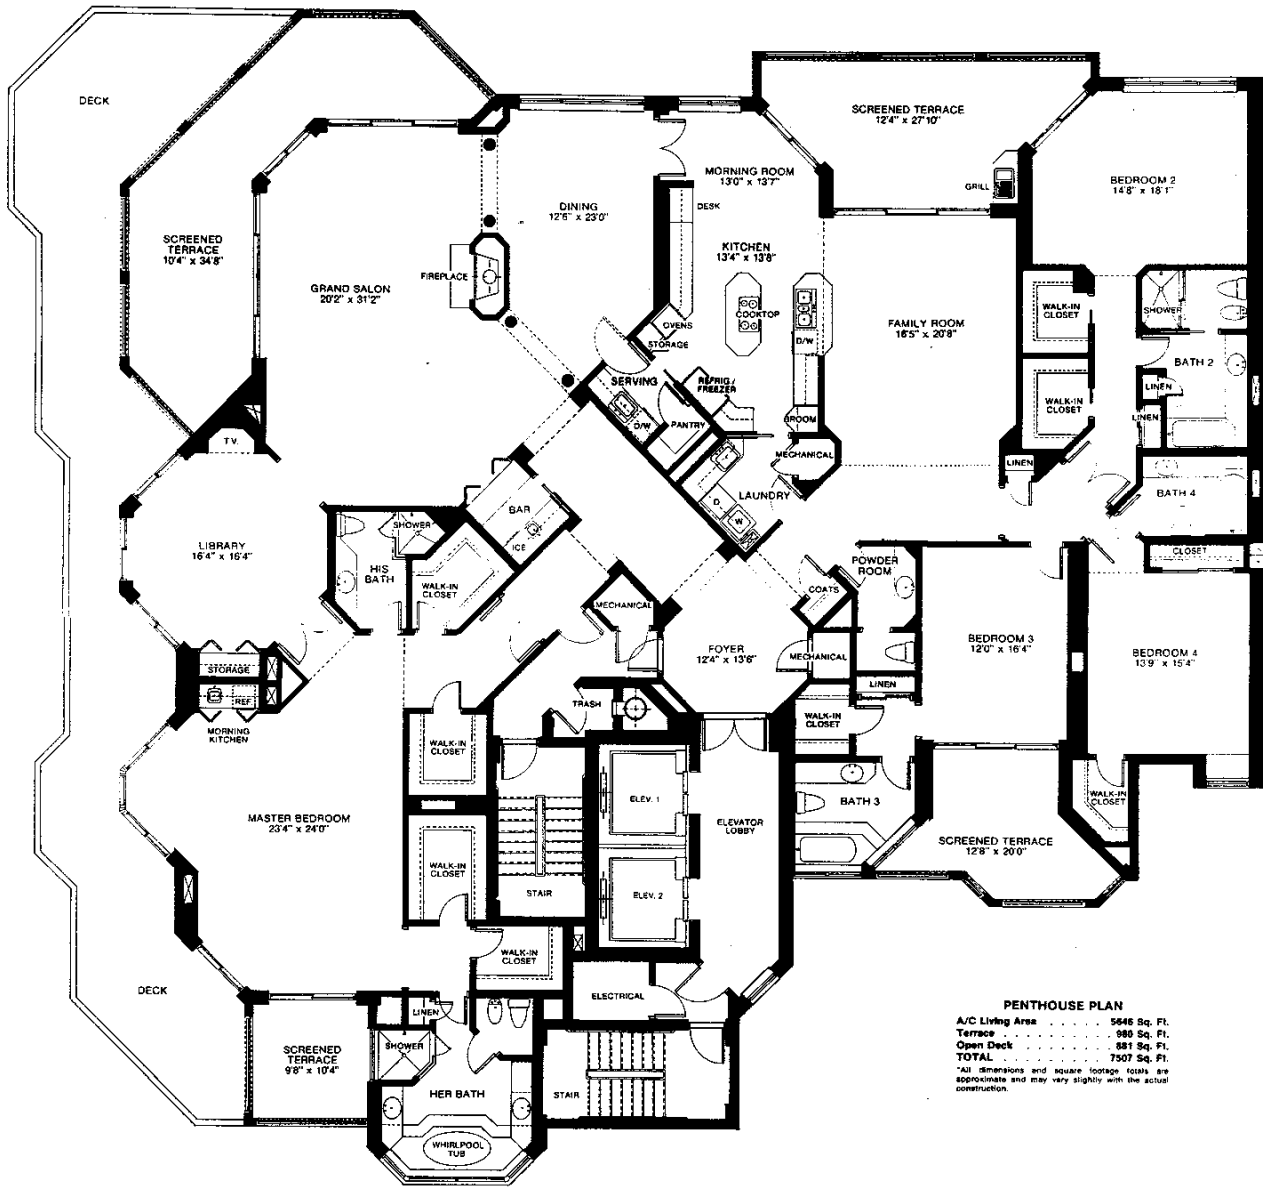 DECK
SCREENED TERRACE
12'4" x 27'10"
GRILL
BEDROOM 2
14'8" x 18'1"
MORNING ROOM
13'0" x 13'7"
DESK
DINING
12'6" x 23'0"
SCREENED
TERRACE
10'4" x 34'8"
FIREPLACE
GRAND SALON
20'2" x 31'2"
KITCHEN
13'4" x 13'8"
COOKTOP
OVENS
STORAGE
D/W
FAMILY ROOM
16'5" x 20'8"
WALK-IN
CLOSET
SHOWER
BATH 2
LINEN
LINEN
WALK-IN
CLOSET
SERVING
D/W
REFRIG/
FREEZER
PANTRY
BROOM
MECHANICAL
T.V.
LINEN
BATH 4
LAUNDRY
D
W
BAR
ICE
SHOWER
HIS
BATH
WALK-IN
CLOSET
LIBRARY
16'4" x 16'4"
CLOSET
POWDER
ROOM
COATS
MECHANICAL
FOYER
12'4" x 13'6"
MECHANICAL
BEDROOM 3
12'0" x 16'4"
BEDROOM 4
13'9" x 15'4"
STORAGE
REF.
MORNING
KITCHEN
LINEN
TRASH
WALK-IN
CLOSET
WALK-IN
CLOSET
ELEV. 1
ELEVATOR
LOBBY
BATH 3
WALK-IN
CLOSET
MASTER BEDROOM
23'4" x 24'0"
SCREENED TERRACE
12'8" x 20'0"
WALK-IN
CLOSET
STAIR
ELEV. 2
WALK-IN
CLOSET
DECK
ELECTRICAL
LINEN
SHOWER
SCREENED
TERRACE
9'8" x 10'4"
HER BATH
STAIR
WHIRLPOOL
TUB
PENTHOUSE PLAN
A/C Living Area . . . . . . . 5646 Sq. Ft.
Terrace . . . . . . . . . . 980 Sq. Ft.
Open Deck . . . . . . . . . 881 Sq. Ft.
TOTAL . . . . . . . . . . . 7507 Sq. Ft.
*All dimensions and square footage totals are
approximate and may vary slightly with the actual
construction.